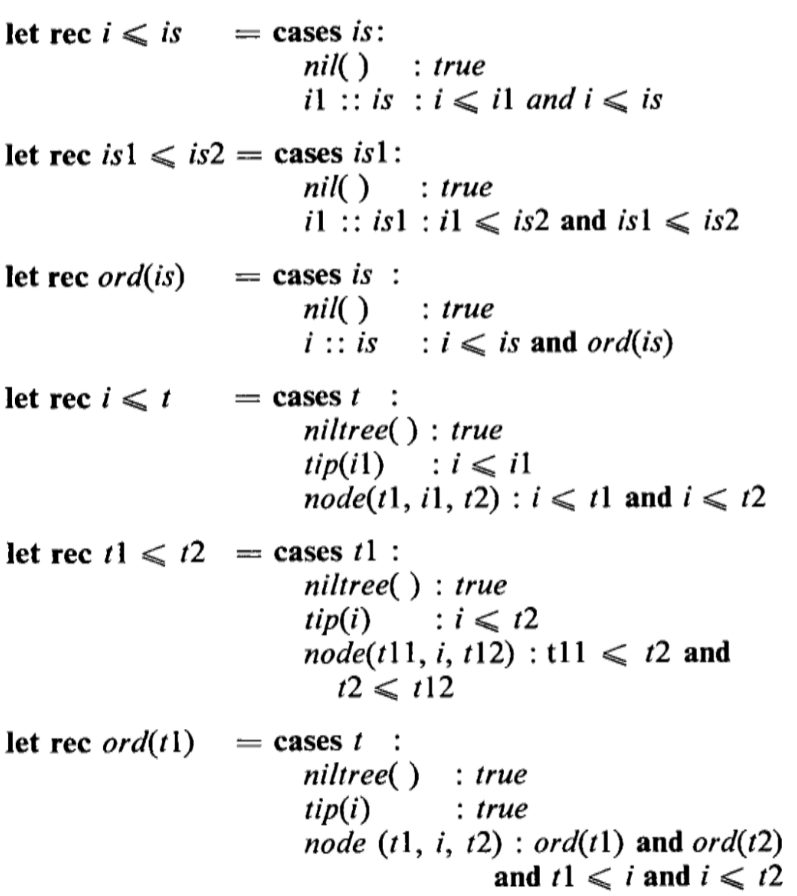 let rec i ⩽ is = cases is:
nil( ) : true
i1 :: is : i ⩽ i1 and i ⩽ is
let rec is1 ⩽ is2 = cases is1:
nil( ) : true
i1 :: is1 : i1 ⩽ is2 and is1 ⩽ is2
let rec ord(is) = cases is :
nil( ) : true
i :: is : i ⩽ is and ord(is)
let rec i ⩽ t = cases t :
niltree( ) : true
tip(i1) : i ⩽ i1
node(t1, i1, t2) : i ⩽ t1 and i ⩽ t2
let rec t1 ⩽ t2 = cases t1 :
niltree( ) : true
tip(i) : i ⩽ t2
node(t11, i, t12) : t11 ⩽ t2 and
t2 ⩽ t12
let rec ord(t1) = cases t :
niltree( ) : true
tip(i) : true
node (t1, i, t2) : ord(t1) and ord(t2)
and t1 ⩽ i and i ⩽ t2